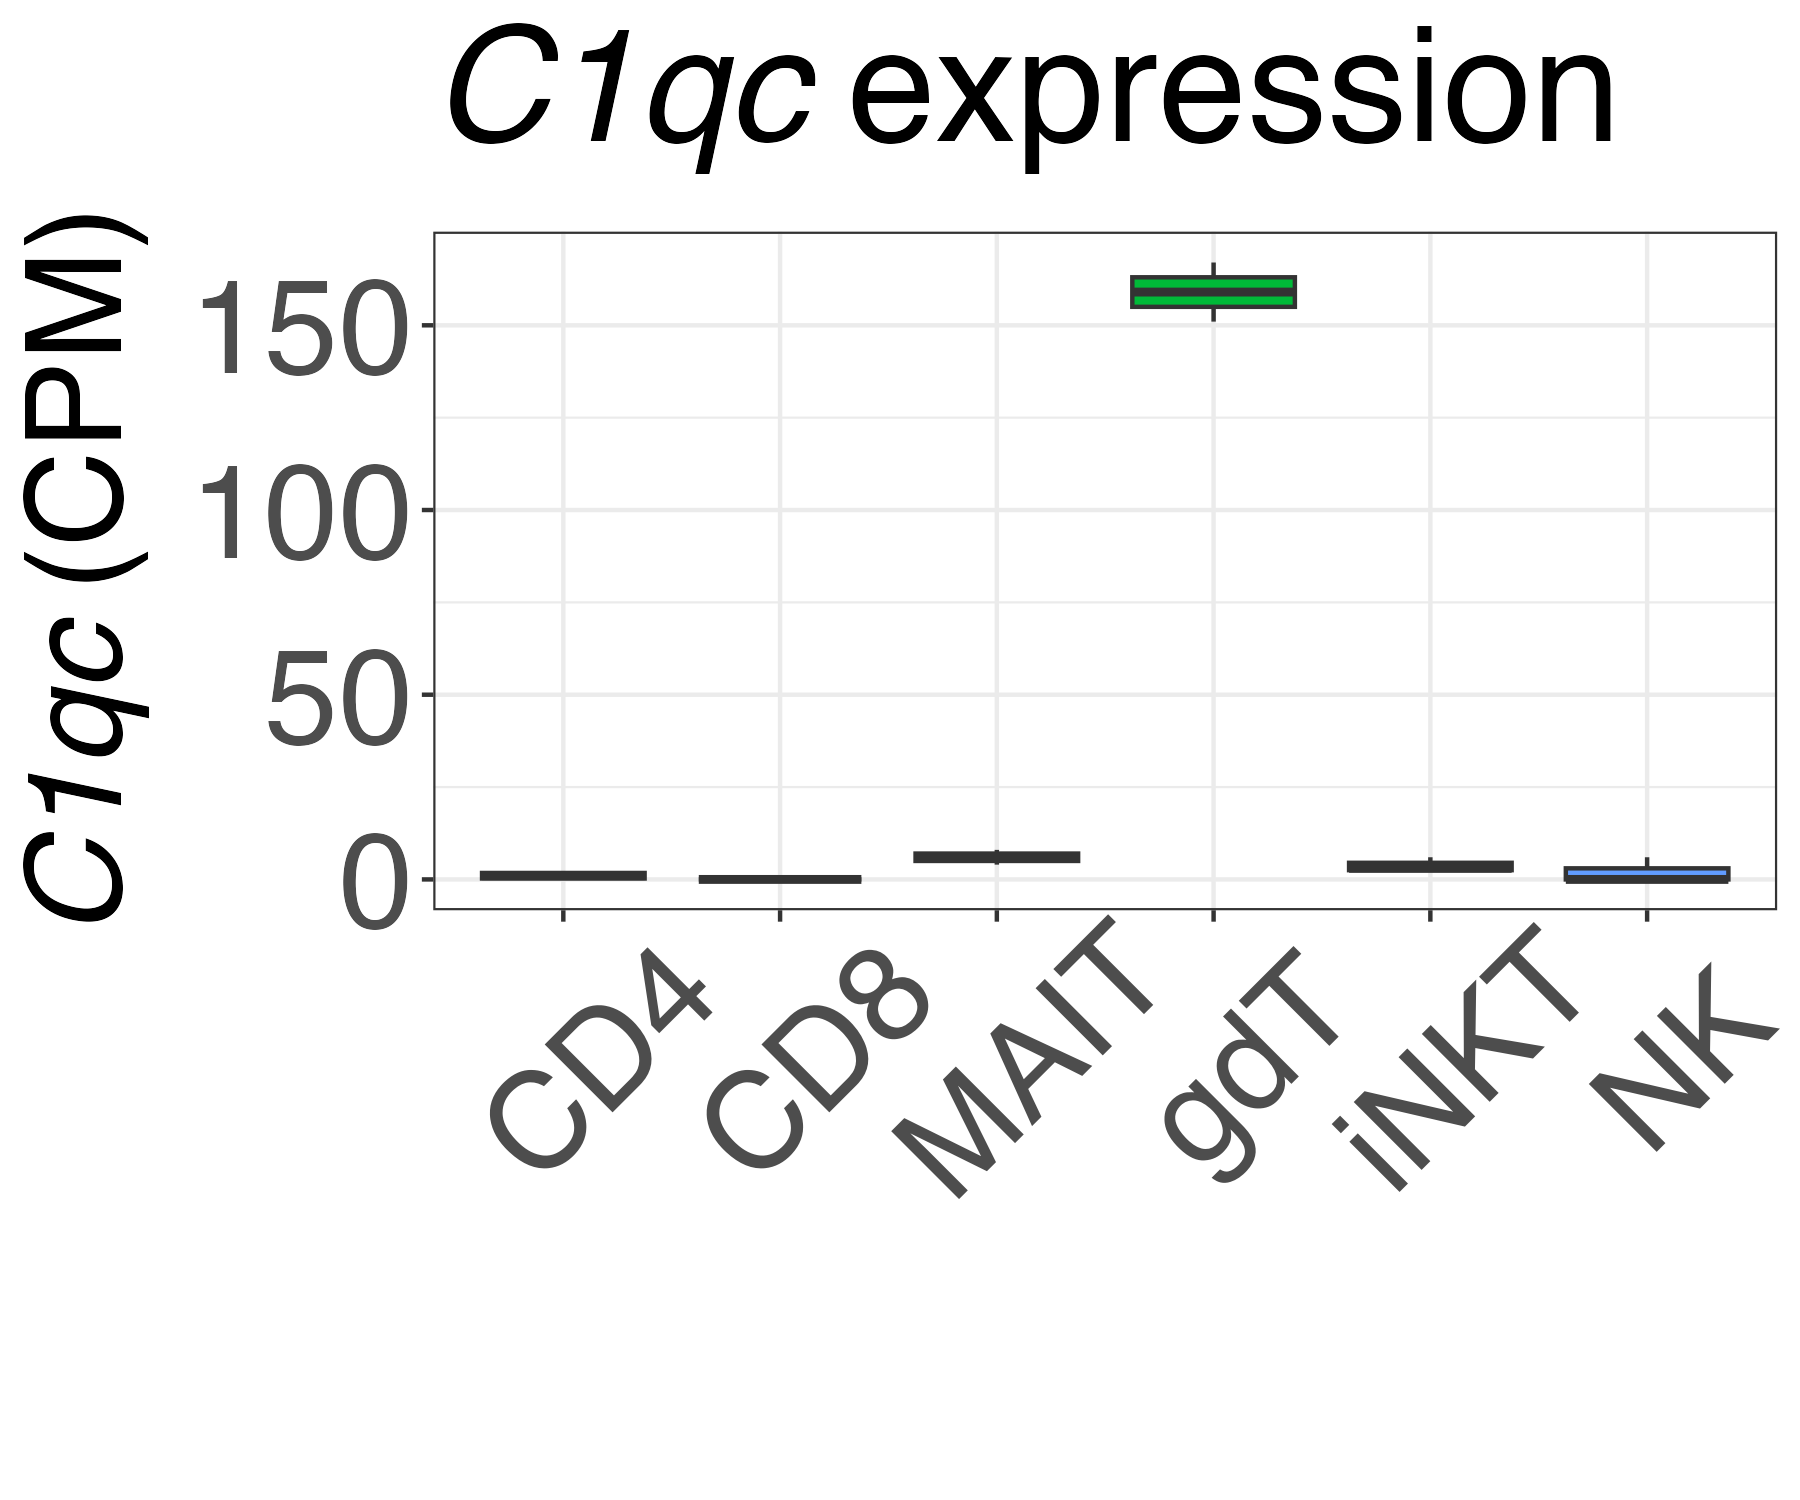 C1qc expression
C1qc (CPM)
150
100
50
0
CD4
CD8
MAIT
gdT
iNKT
NK